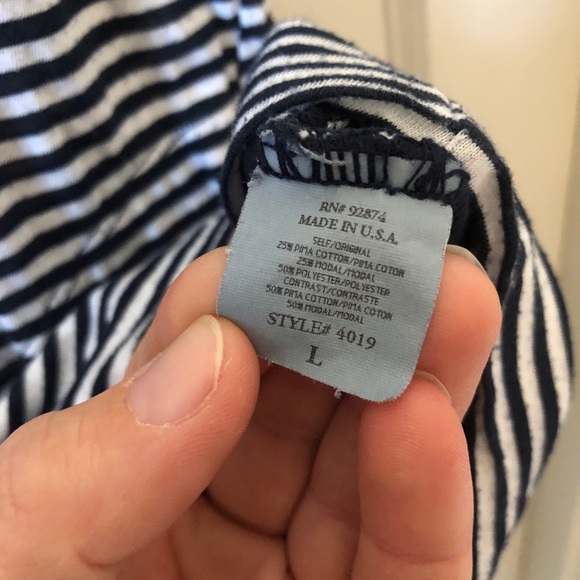 RN# 92874
MADE IN U.S.A.
SELF/ORIGINAL
25% PIMA COTTON/PIMA COTON
25% MODAL/MODAL
50% POLYESTER/POLYESTER
CONTRAST/CONTRASTE
50% PIMA COTTON/PIMA COTON
50% MODAL/MODAL
STYLE# 4019
L